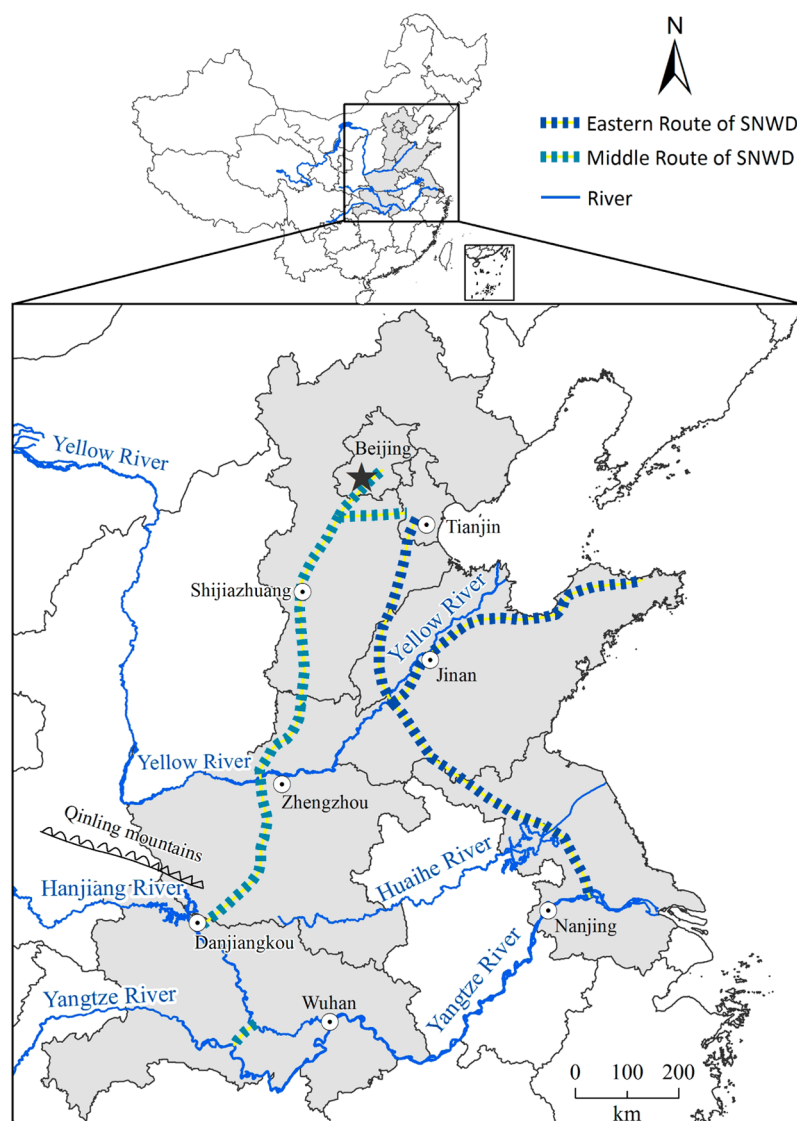 N
Eastern Route of SNWD
Middle Route of SNWD
River
Yellow River
Beijing
Tianjin
Shijiazhuang
Yellow River
Jinan
Yellow River
Zhengzhou
Qinling mountains
Huaihe River
Hanjiang River
Danjiangkou
Nanjing
Yangtze River
Yangtze River
Wuhan
0 100 200
km